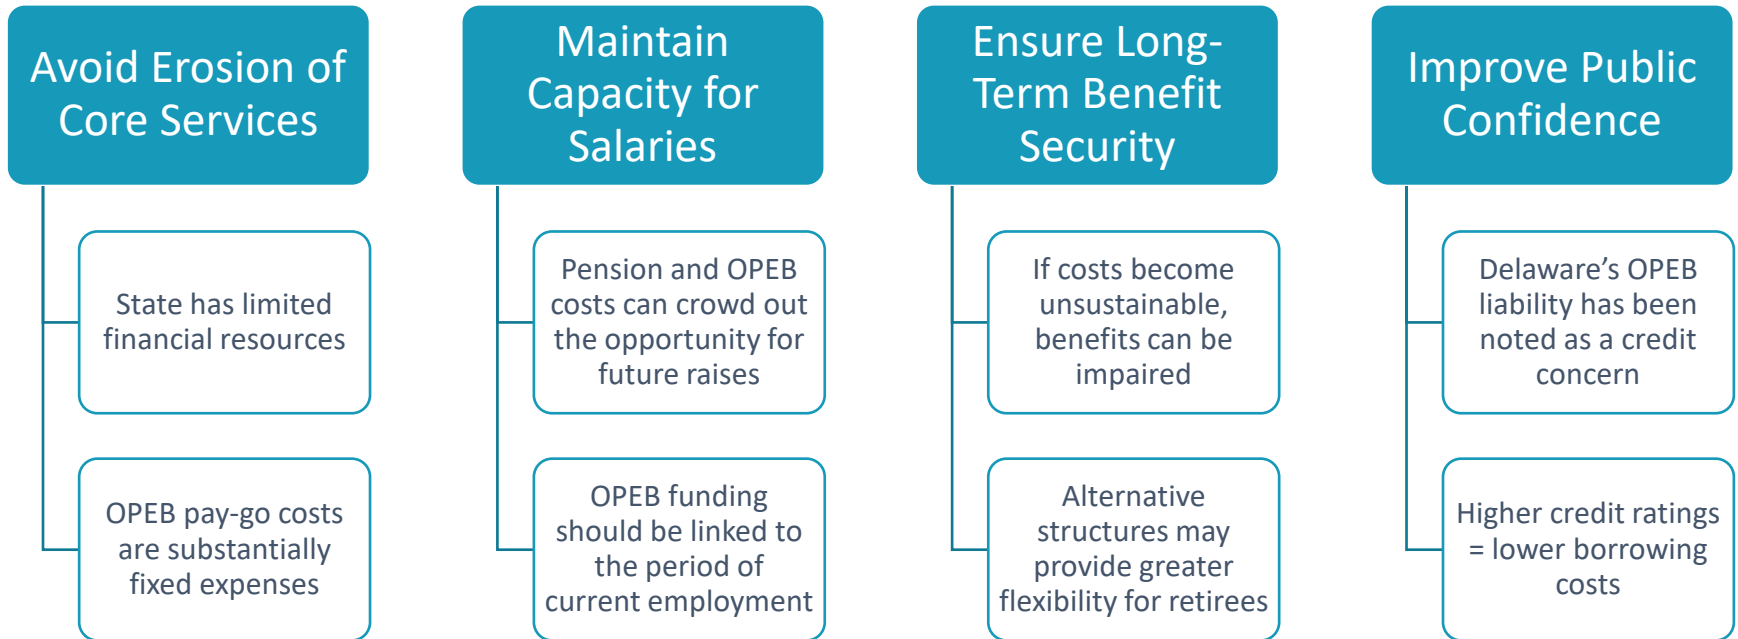 Avoid Erosion of
Core Services
State has limited
financial resources
OPEB pay-go costs
are substantially
fixed expenses
Maintain
Capacity for
Salaries
Pension and OPEB
costs can crowd out
the opportunity for
future raises
OPEB funding
should be linked to
the period of
current employment
Ensure Long-
Term Benefit
Security
If costs become
unsustainable,
benefits can be
impaired
Alternative
structures may
provide greater
flexibility for retirees
Improve Public
Confidence
Delaware’s OPEB
liability has been
noted as a credit
concern
Higher credit ratings
= lower borrowing
costs